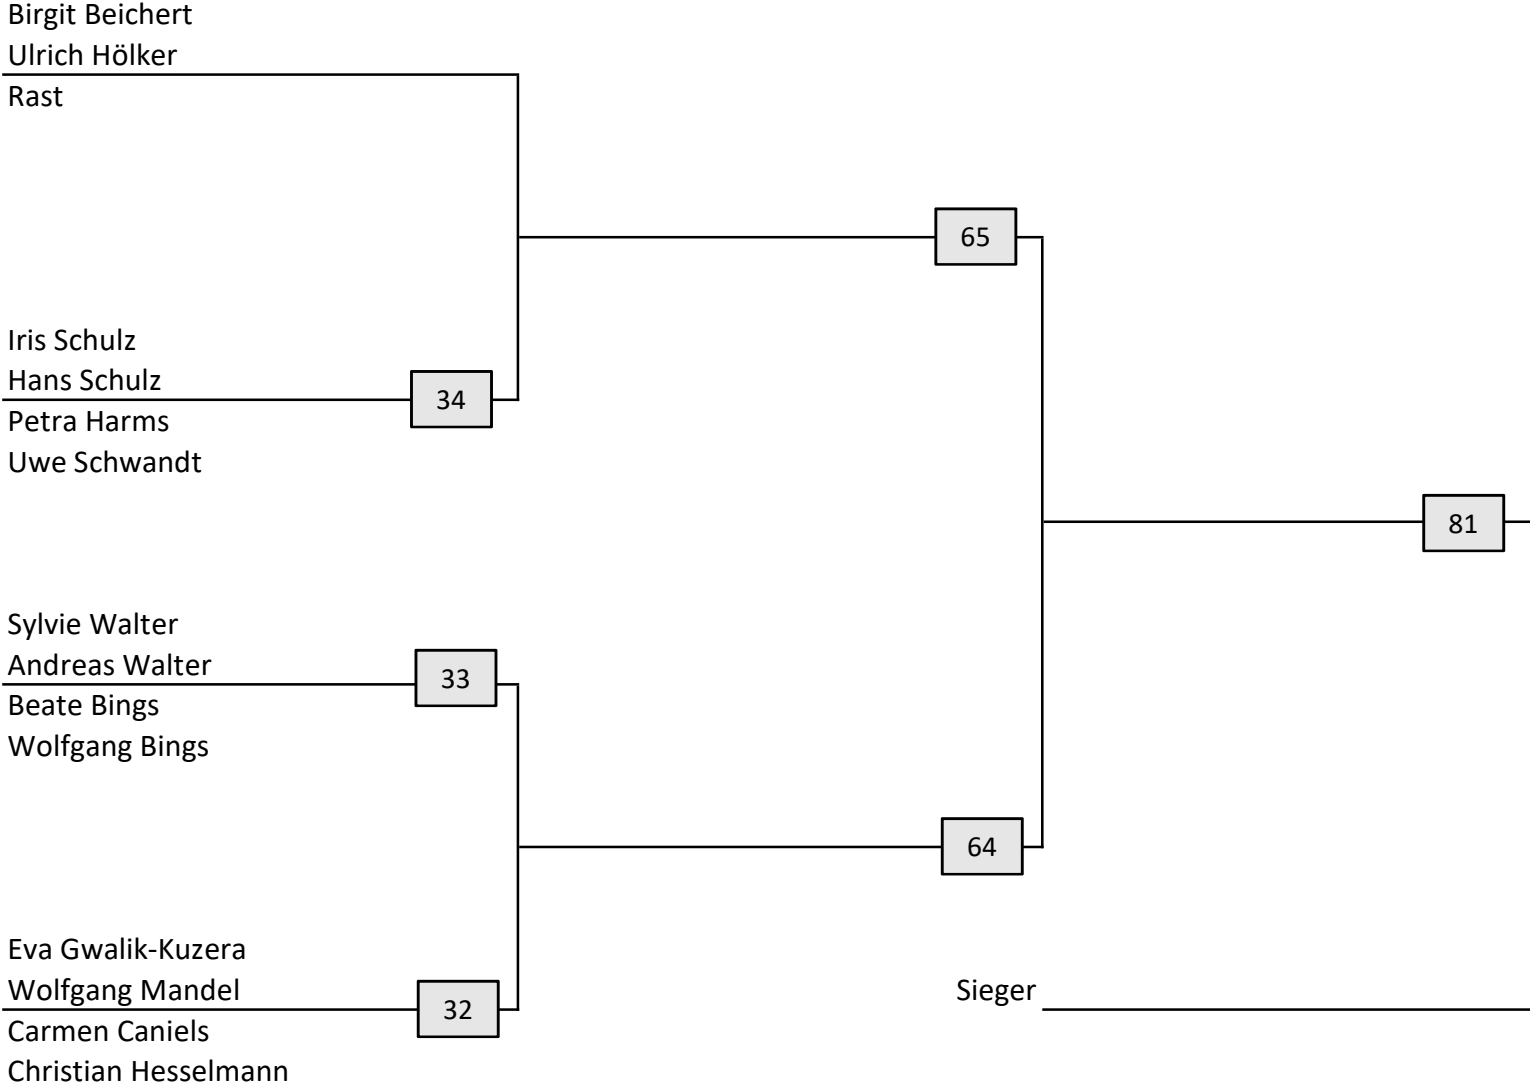 Birgit Beichert
Ulrich Hölker
Rast
65
Iris Schulz
Hans Schulz
34
Petra Harms
Uwe Schwandt
81
Sylvie Walter
Andreas Walter
33
Beate Bings
Wolfgang Bings
64
Eva Gwalik-Kuzera
Wolfgang Mandel
32
Sieger
Carmen Caniels
Christian Hesselmann